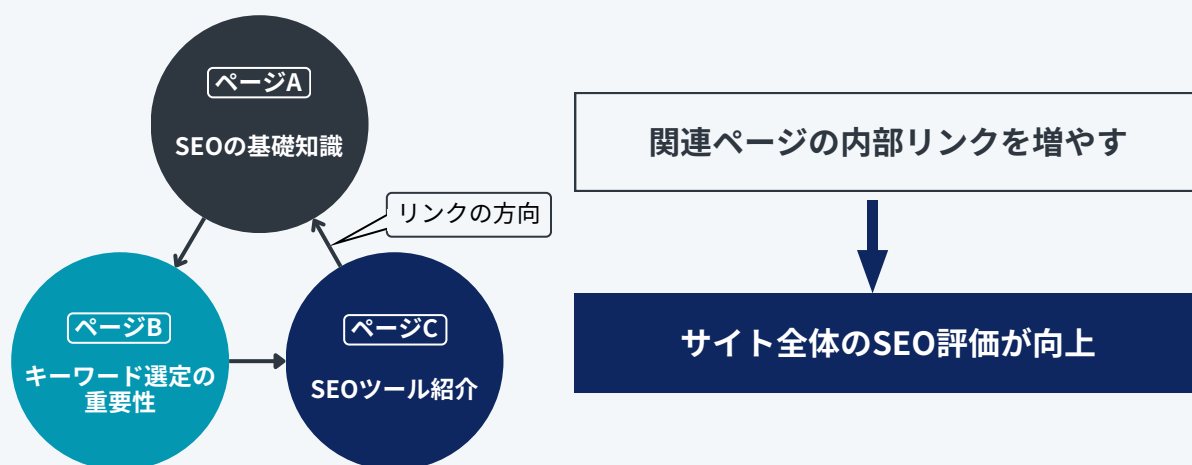 ページA
SEOの基礎知識
リンクの方向
ページB
キーワード選定の
重要性
ページC
SEOツール紹介
関連ページの内部リンクを増やす
サイト全体のSEO評価が向上